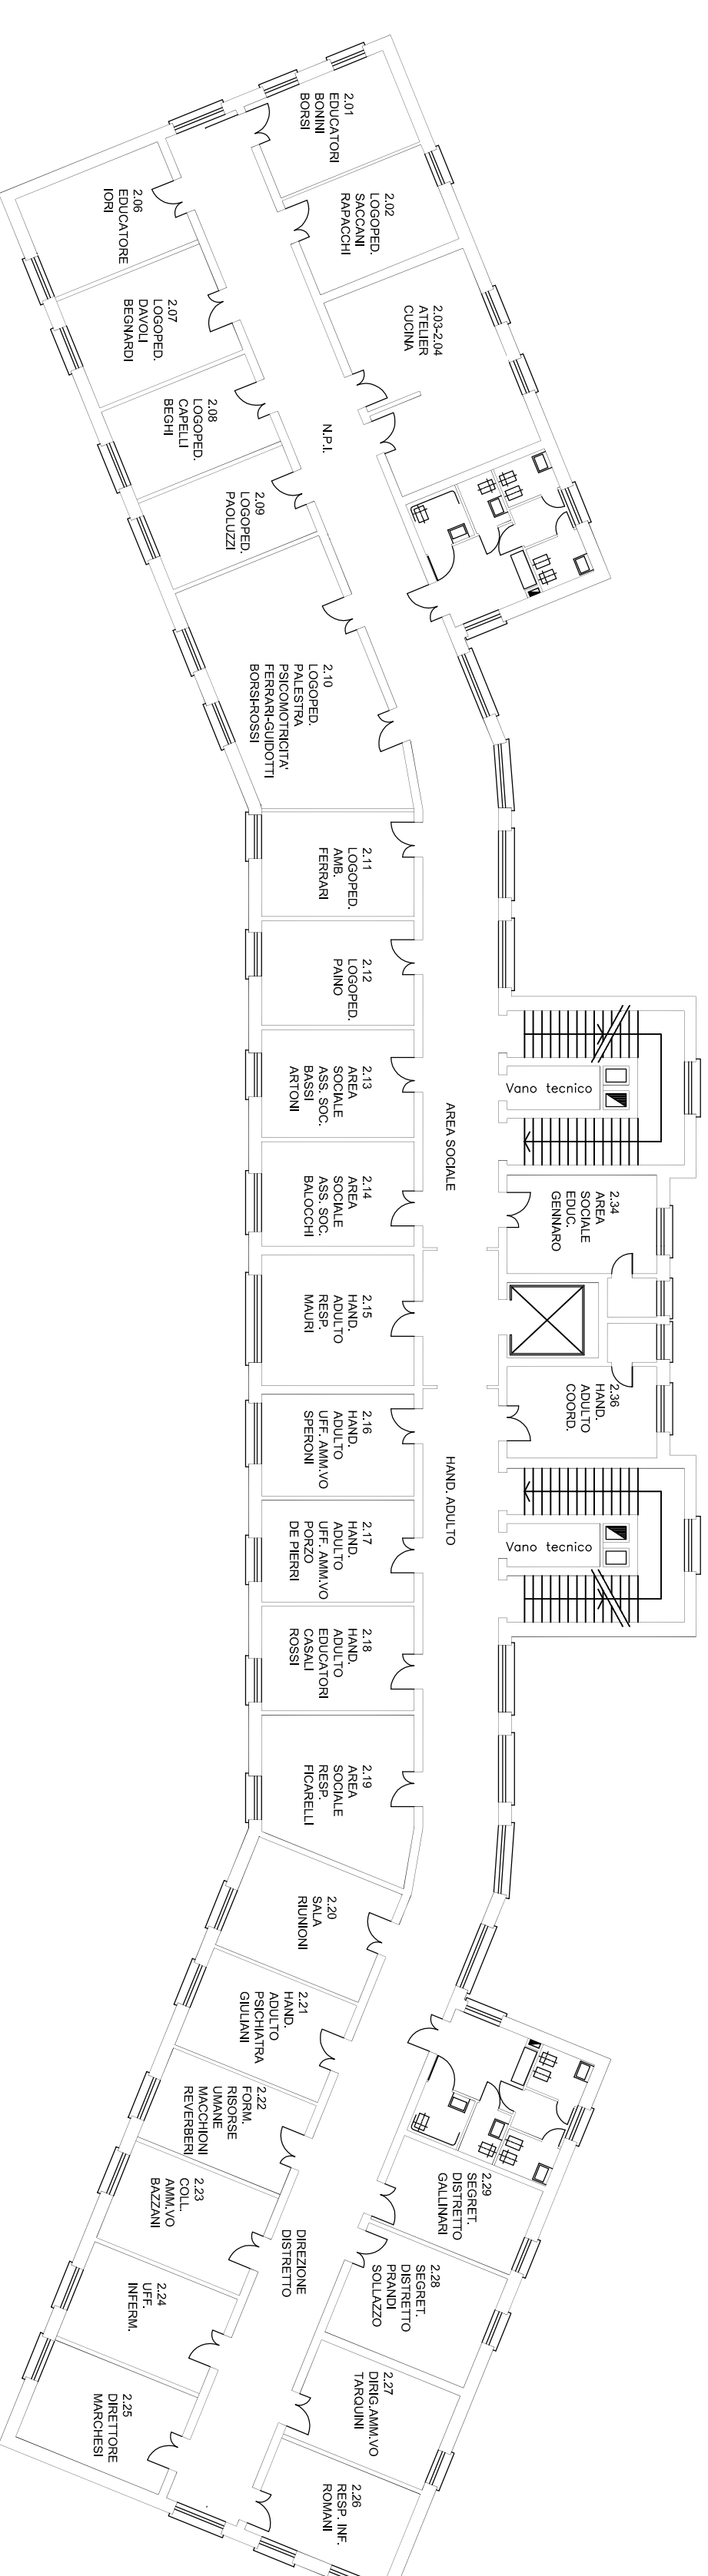 2.01
EDUCATORI
BONINI
BORSI
2.02
LOGOPED.
SACCANI
RAPACCHI
2.03-2.04
ATELIER
CUCINA
2.06
EDUCATORE
IORI
2.07
LOGOPED.
DAVOLI
BEGNARDI
2.08
LOGOPED.
CAPELLI
BEGHI
N.P.I.
2.09
LOGOPED.
PAOLUZZI
2.10
LOGOPED.
PALESTRA
PSICOMOTRICITA'
FERRARI-GUIDOTTI
BORSI-ROSSI
2.11
LOGOPED.
AMB.
FERRARI
2.12
LOGOPED.
PAINO
2.13
AREA
SOCIALE
ASS. SOC.
BASSI
ARTONI
AREA SOCIALE
Vano tecnico
2.14
AREA
SOCIALE
ASS. SOC.
BALOCCHI
2.34
AREA
SOCIALE
EDUC.
GENNARO
2.15
HAND.
ADULTO
RESP.
MAURI
2.36
HAND.
ADULTO
COORD.
2.16
HAND.
ADULTO
UFF. AMM.VO
SPERONI
HAND. ADULTO
Vano tecnico
2.17
HAND.
ADULTO
UFF. AMM.VO
PORZO
DE PIERRI
2.18
HAND.
ADULTO
EDUCATORI
CASALI
ROSSI
2.19
AREA
SOCIALE
RESP.
FICARELLI
2.20
SALA
RIUNIONI
2.21
HAND.
ADULTO
PSICHIATRA
GIULIANI
2.22
FORM.
RISORSE
UMANE
MACCHIONI
REVERBERI
2.23
COLL.
AMM.VO
BAZZANI
DIREZIONE
DISTRETTO
2.29
SEGRET.
DISTRETTO
GALLINARI
2.28
SEGRET.
DISTRETTO
PRANDI
SOLLAZZO
2.24
UFF.
INFERM.
2.27
DIRIG.AMM.VO
TARQUINI
2.25
DIRETTORE
MARCHESI
2.26
RESP. INF.
ROMANI